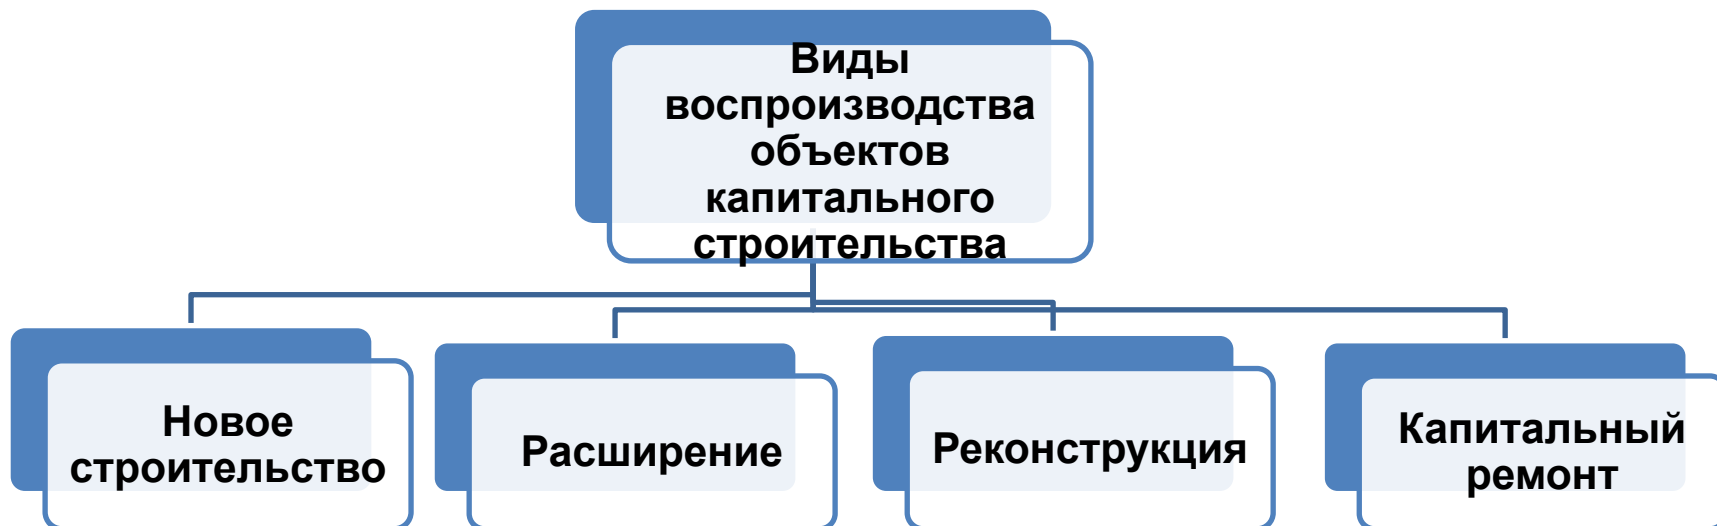 Виды
воспроизводства
объектов
капитального
строительства
Новое
строительство
Расширение
Реконструкция
Капитальный
ремонт